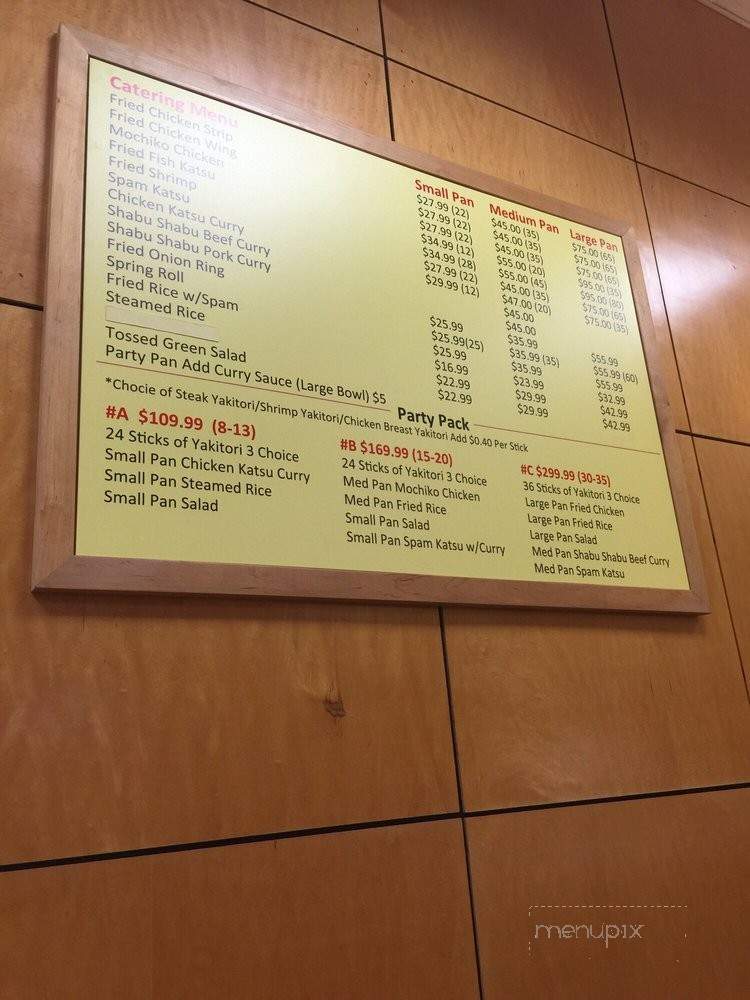 Catering Menu
Fried Chicken Strip
Fried Chicken Wing
Mochiko Chicken
Fried Fish Katsu
Fried Shrimp
Spam Katsu
Chicken Katsu Curry
Shabu Shabu Beef Curry
Shabu Shabu Pork Curry
Fried Onion Ring
Spring Roll
Fried Rice w/Spam
Steamed Rice
Tossed Green Salad
Party Pan Add Curry Sauce (Large Bowl) $5
Small Pan
$27.99 (22)
$27.99 (22)
$27.99 (22)
$34.99 (12)
$34.99 (28)
$27.99 (22)
$29.99 (12)
$25.99
$25.99(25)
$25.99
$16.99
$22.99
$22.99
Medium Pan
$45.00 (35)
$45.00 (35)
$45.00 (35)
$55.00 (20)
$55.00 (45)
$45.00 (35)
$47.00 (20)
$45.00
$45.00
$35.99
$35.99 (35)
$35.99
$23.99
$29.99
$29.99
Large Pan
$75.00 (65)
$75.00 (65)
$75.00 (65)
$95.00 (35)
$95.00 (80)
$75.00 (65)
$75.00 (35)
$55.99
$55.99 (60)
$55.99
$32.99
$42.99
$42.99
Party Pack
*Chocie of Steak Yakitori/Shrimp Yakitori/Chicken Breast Yakitori Add $0.40 Per Stick
#A $109.99 (8-13)
24 Sticks of Yakitori 3 Choice
Small Pan Chicken Katsu Curry
Small Pan Steamed Rice
Small Pan Salad
#B $169.99 (15-20)
24 Sticks of Yakitori 3 Choice
Med Pan Mochiko Chicken
Med Pan Fried Rice
Small Pan Salad
Small Pan Spam Katsu w/Curry
#C $299.99 (30-35)
36 Sticks of Yakitori 3 Choice
Large Pan Fried Chicken
Large Pan Fried Rice
Large Pan Salad
Med Pan Shabu Shabu Beef Curry
Med Pan Spam Katsu
menupix